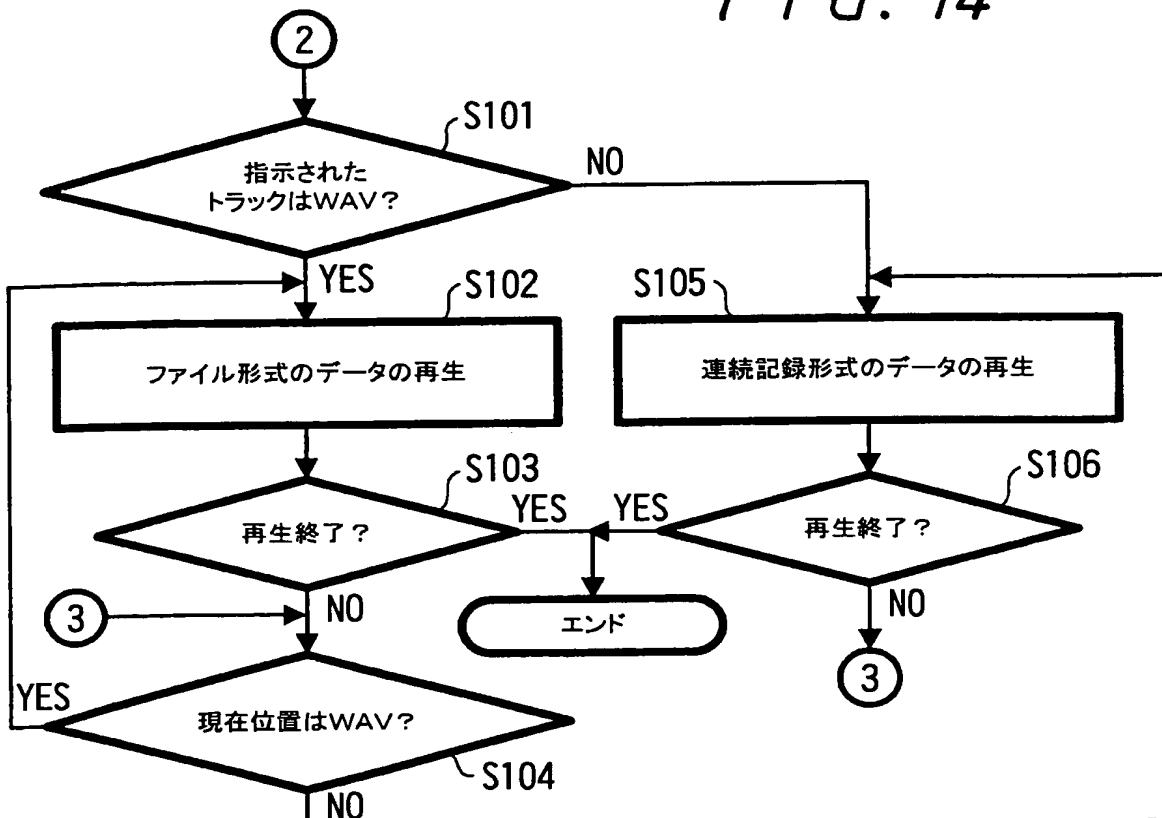 FIG. 14
2
S101
指示された
トラックはWAV?
NO
YES
S102
ファイル形式のデータの再生
S105
連続記録形式のデータの再生
S103
再生終了?
YES
YES
S106
再生終了?
エンド
3
NO
NO
3
YES
現在位置はWAV?
S104
NO